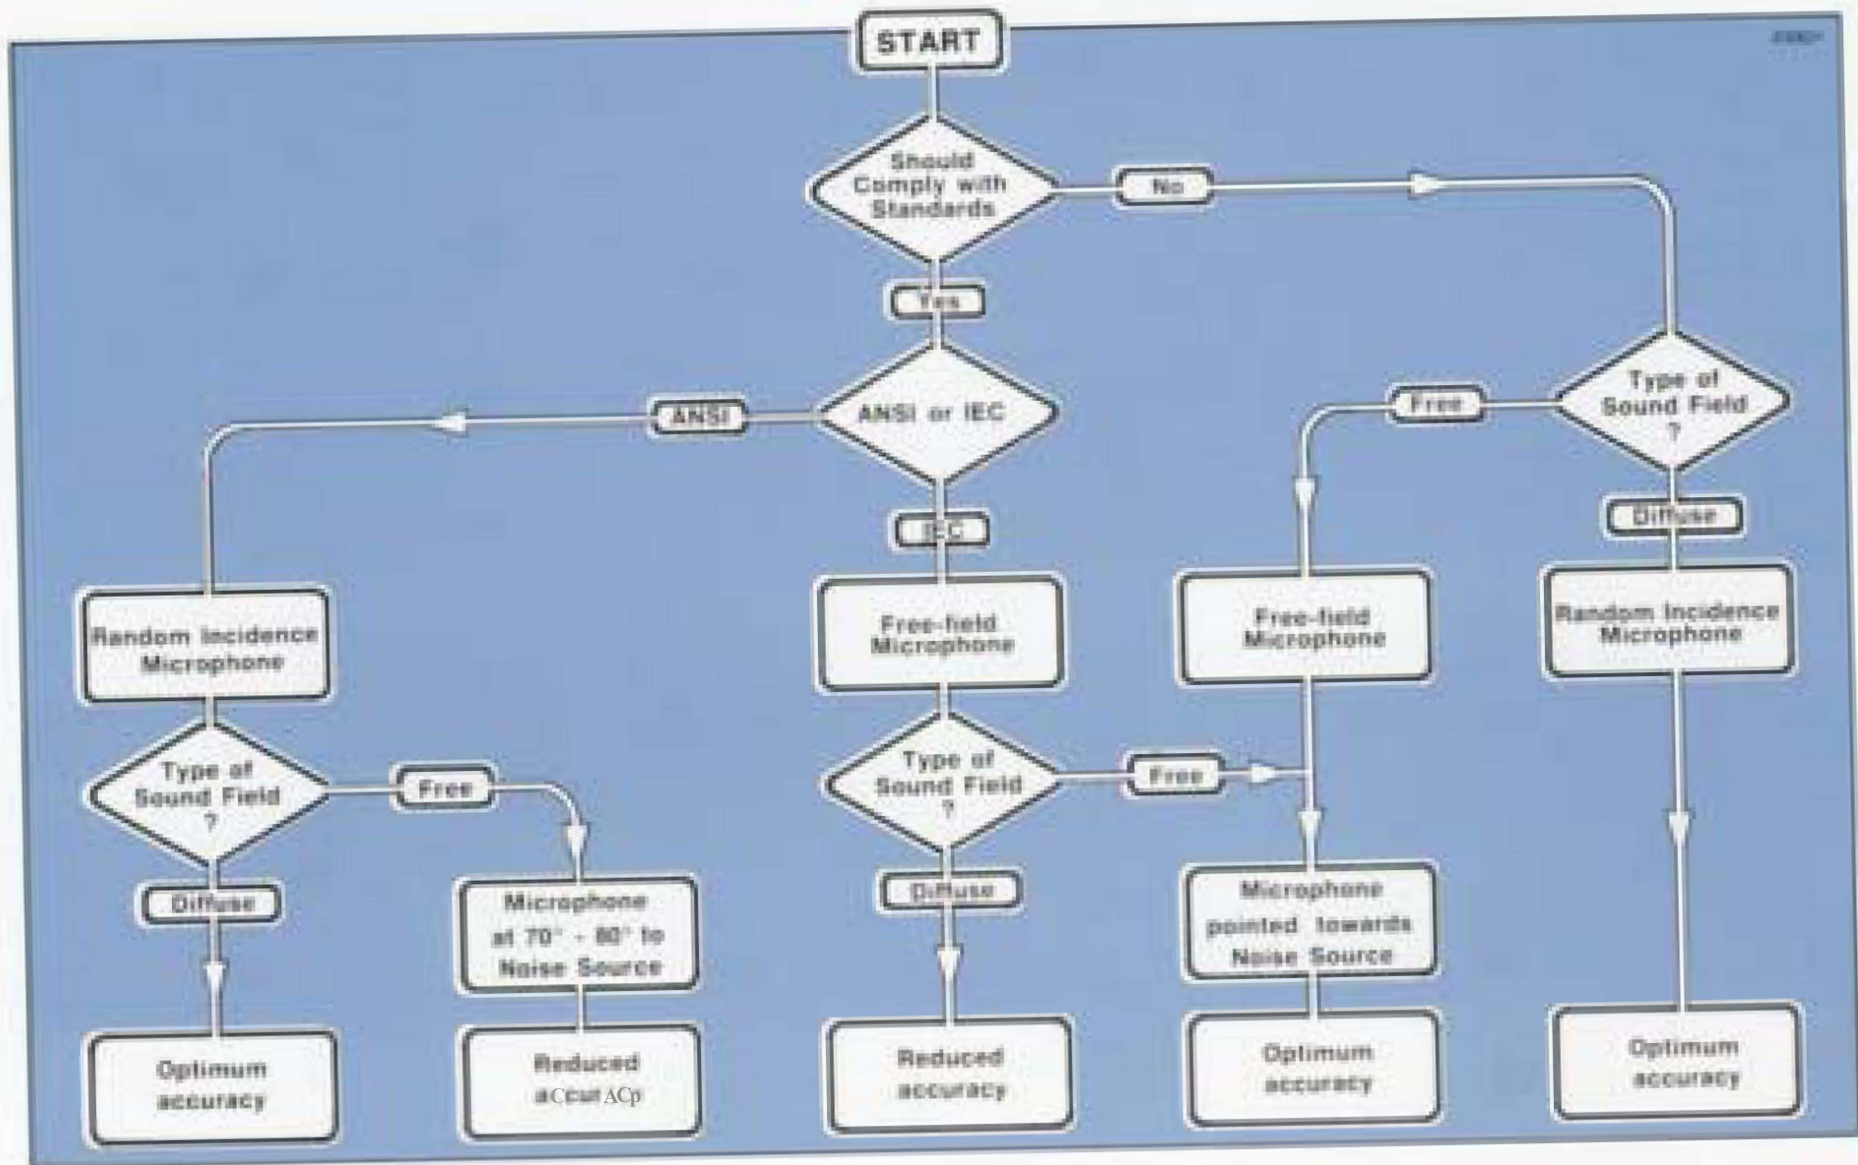 START
Should
Comply with
Standards
No
Yes
ANSI or IEC
ANSI
IEC
Type of
Sound Field
?
Free
Diffuse
Random Incidence
Microphone
Free-field
Microphone
Free-field
Microphone
Random Incidence
Microphone
Type of
Sound Field
?
Free
Diffuse
Type of
Sound Field
?
Free
Diffuse
Microphone
at 70° - 80° to
Noise Source
Microphone
pointed towards
Noise Source
Optimum
accuracy
Reduced
aCcurACp
Reduced
accuracy
Optimum
accuracy
Optimum
accuracy